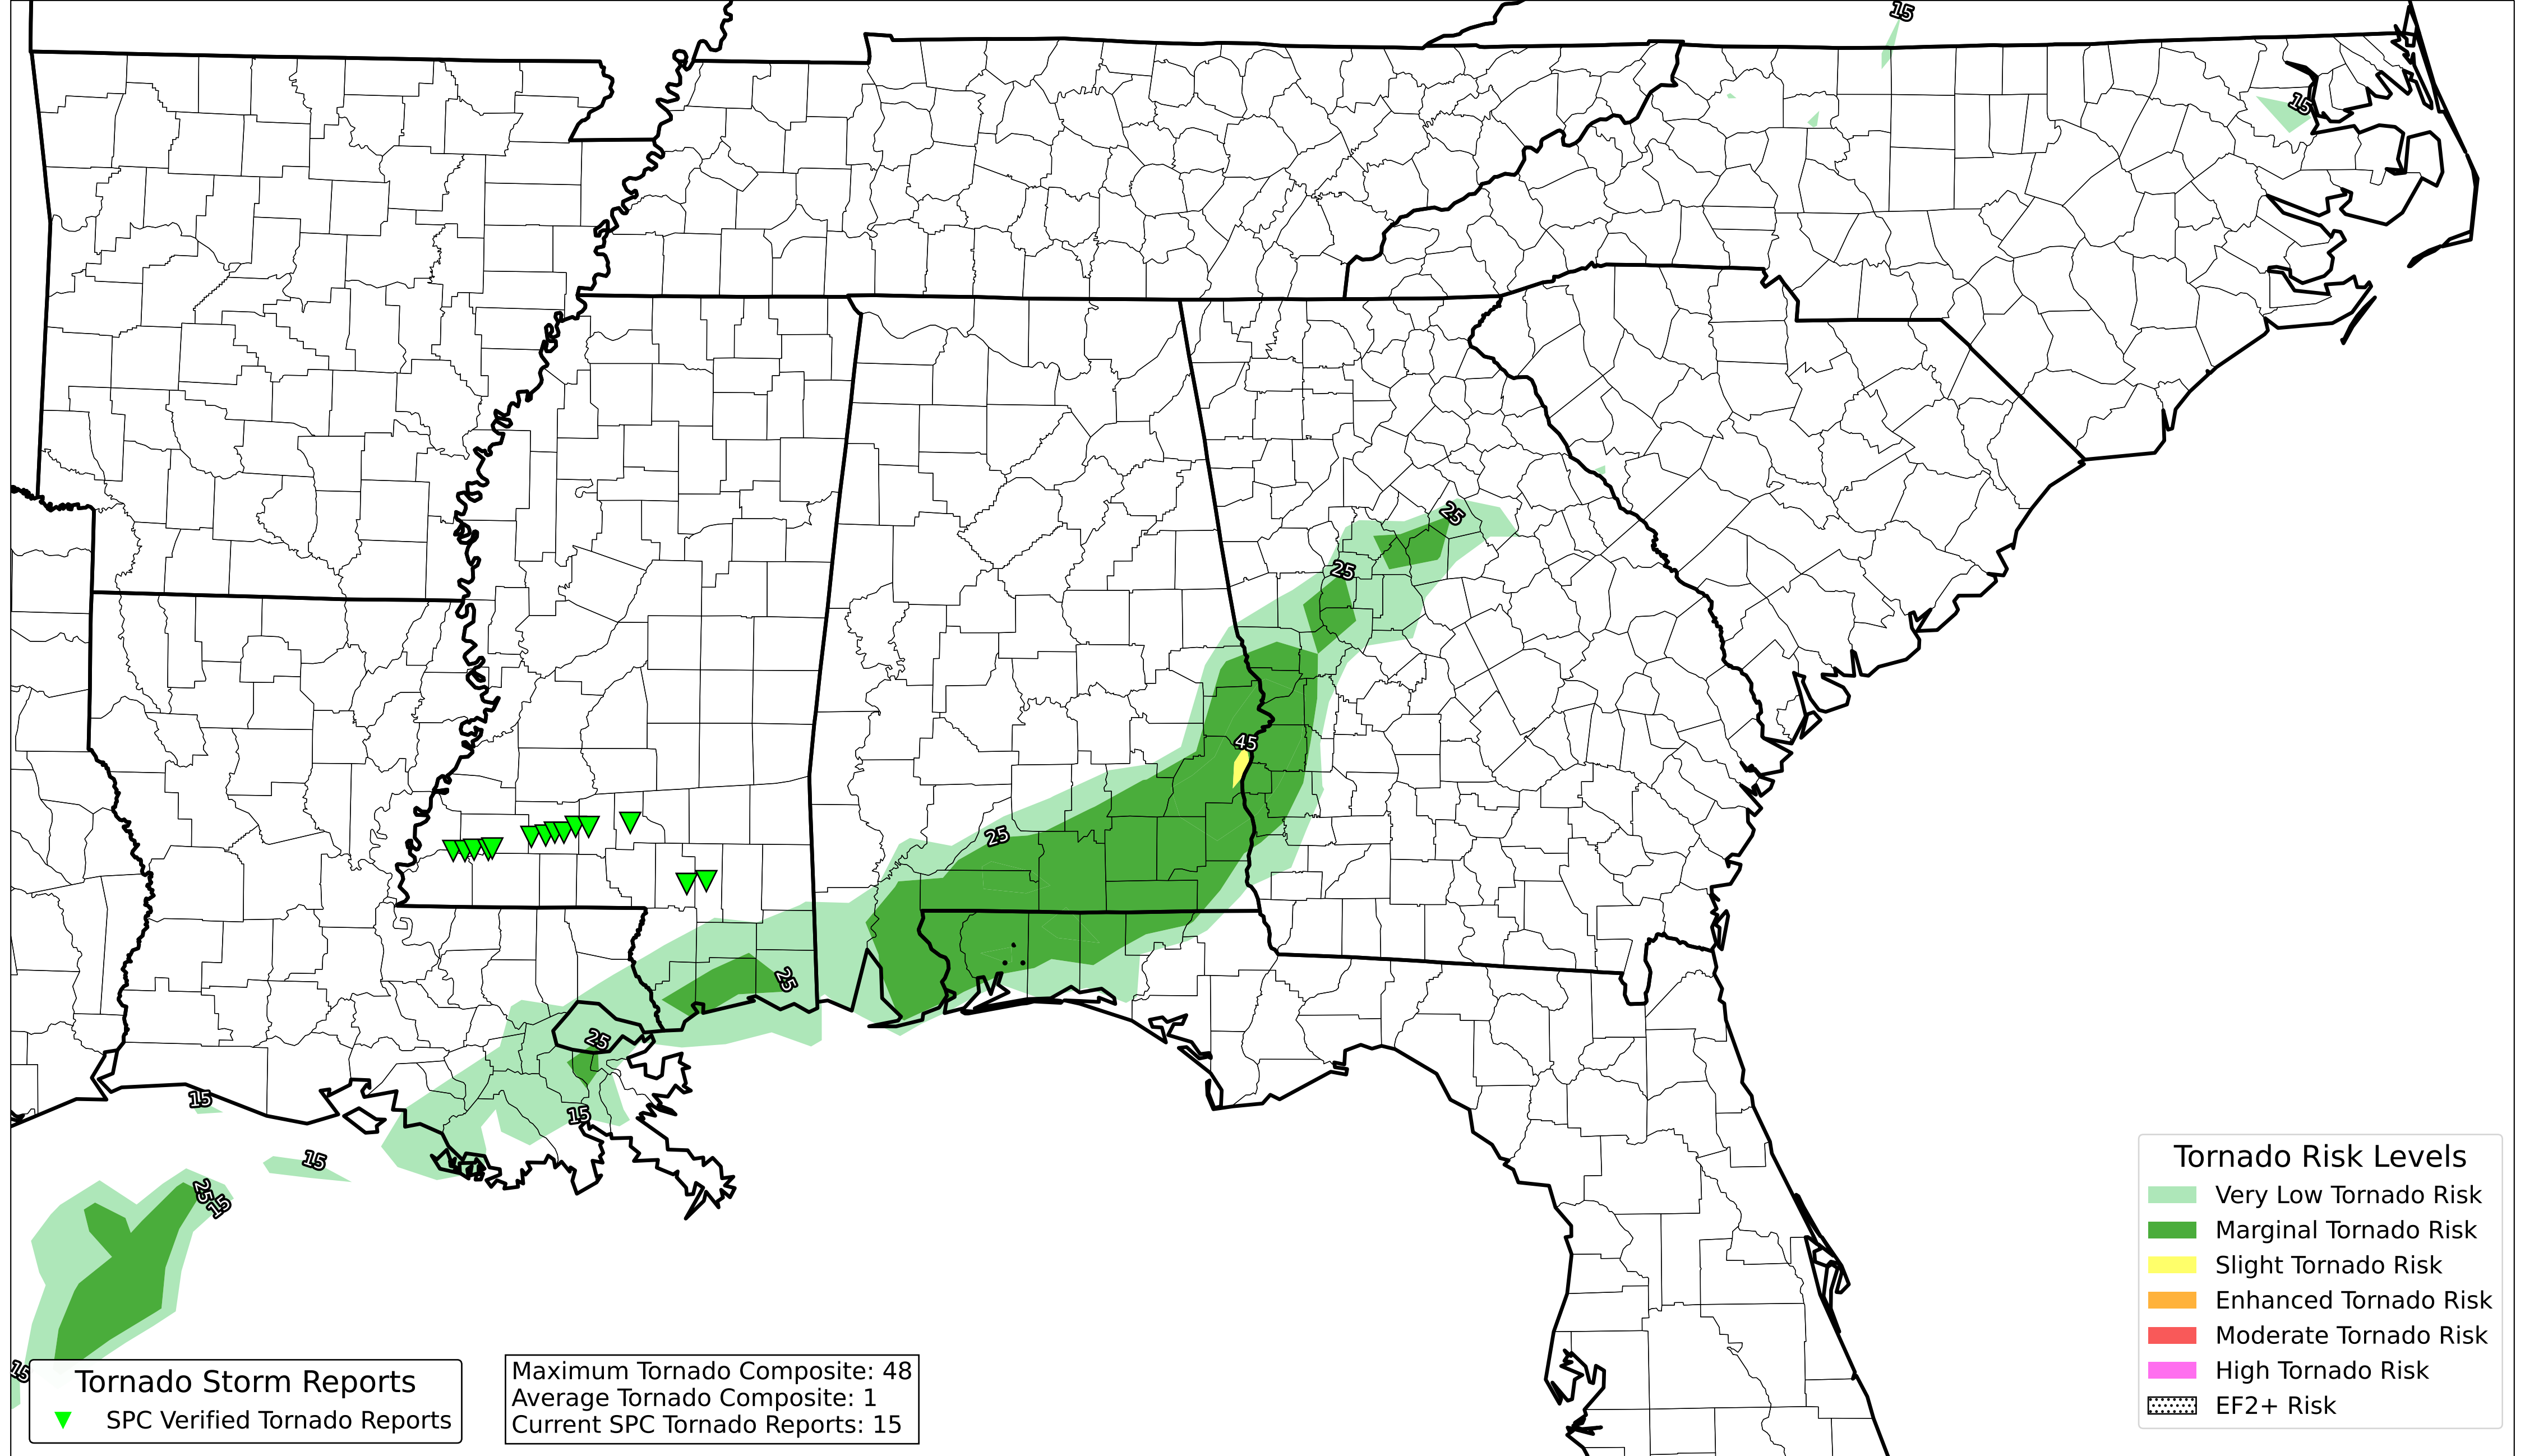 15
15
25
25
45
25
25
25
15
15
15
25
15
15
Tornado Storm Reports
SPC Verified Tornado Reports
Maximum Tornado Composite: 48
Average Tornado Composite: 1
Current SPC Tornado Reports: 15
Tornado Risk Levels
Very Low Tornado Risk
Marginal Tornado Risk
Slight Tornado Risk
Enhanced Tornado Risk
Moderate Tornado Risk
High Tornado Risk
EF2+ Risk